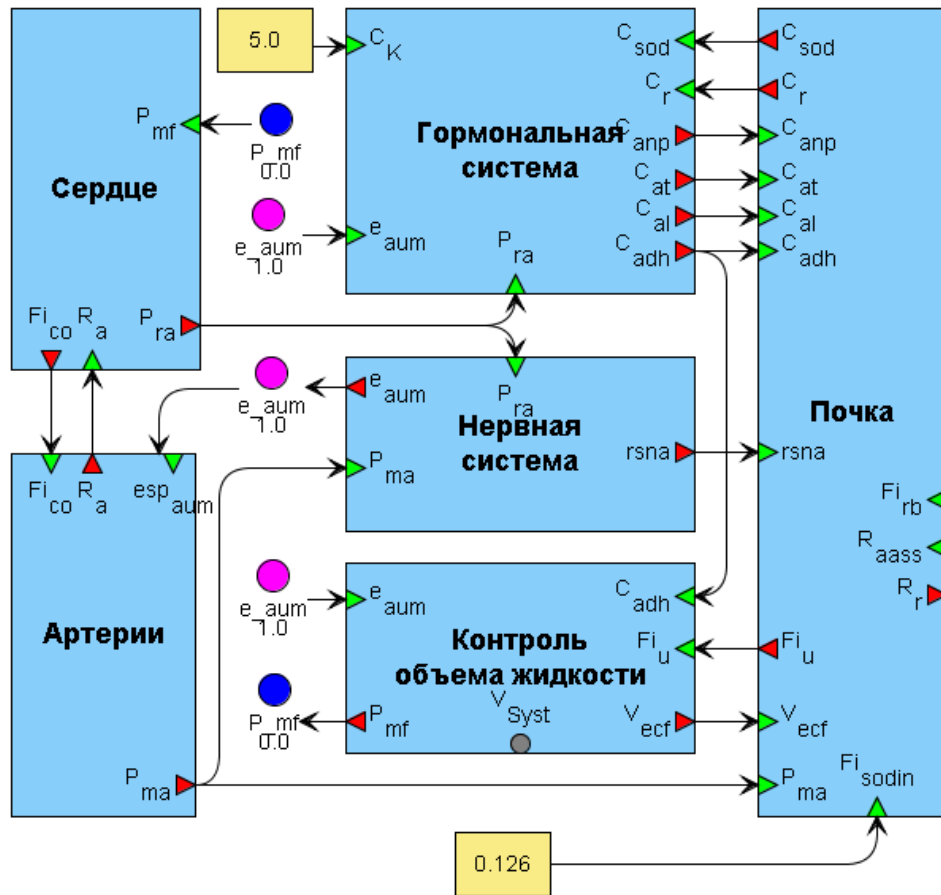 5.0
C_K
C_sod
C_sod
C_r
C_r
P_mf
P_mf
0.0
Гормональная
система
C_anp
C_anp
Сердце
C_at
C_at
e_aum
1.0
e_aum
C_al
C_al
P_ra
C_adh
C_adh
Fi_co
R_a
P_ra
e_aum
1.0
e_aum
P_ra
Почка
Нервная
система
P_ma
rsna
rsna
Fi_co
R_a
esp_aum
Fi_rb
R_aass
R_r
e_aum
1.0
e_aum
C_adh
Артерии
Контроль
объема жидкости
Fi_u
Fi_u
P_mf
0.0
P_mf
V_Syst
V_ecf
V_ecf
P_ma
P_ma
Fi_sodin
0.126